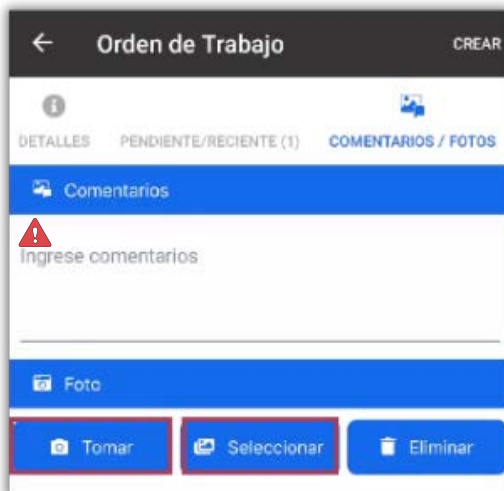 Orden de Trabajo CREAR
DETALLES PENDIENTE/RECIENTE (1) COMENTARIOS / FOTOS
Comentarios
Ingrese comentarios
Foto
Tomar Seleccionar Eliminar